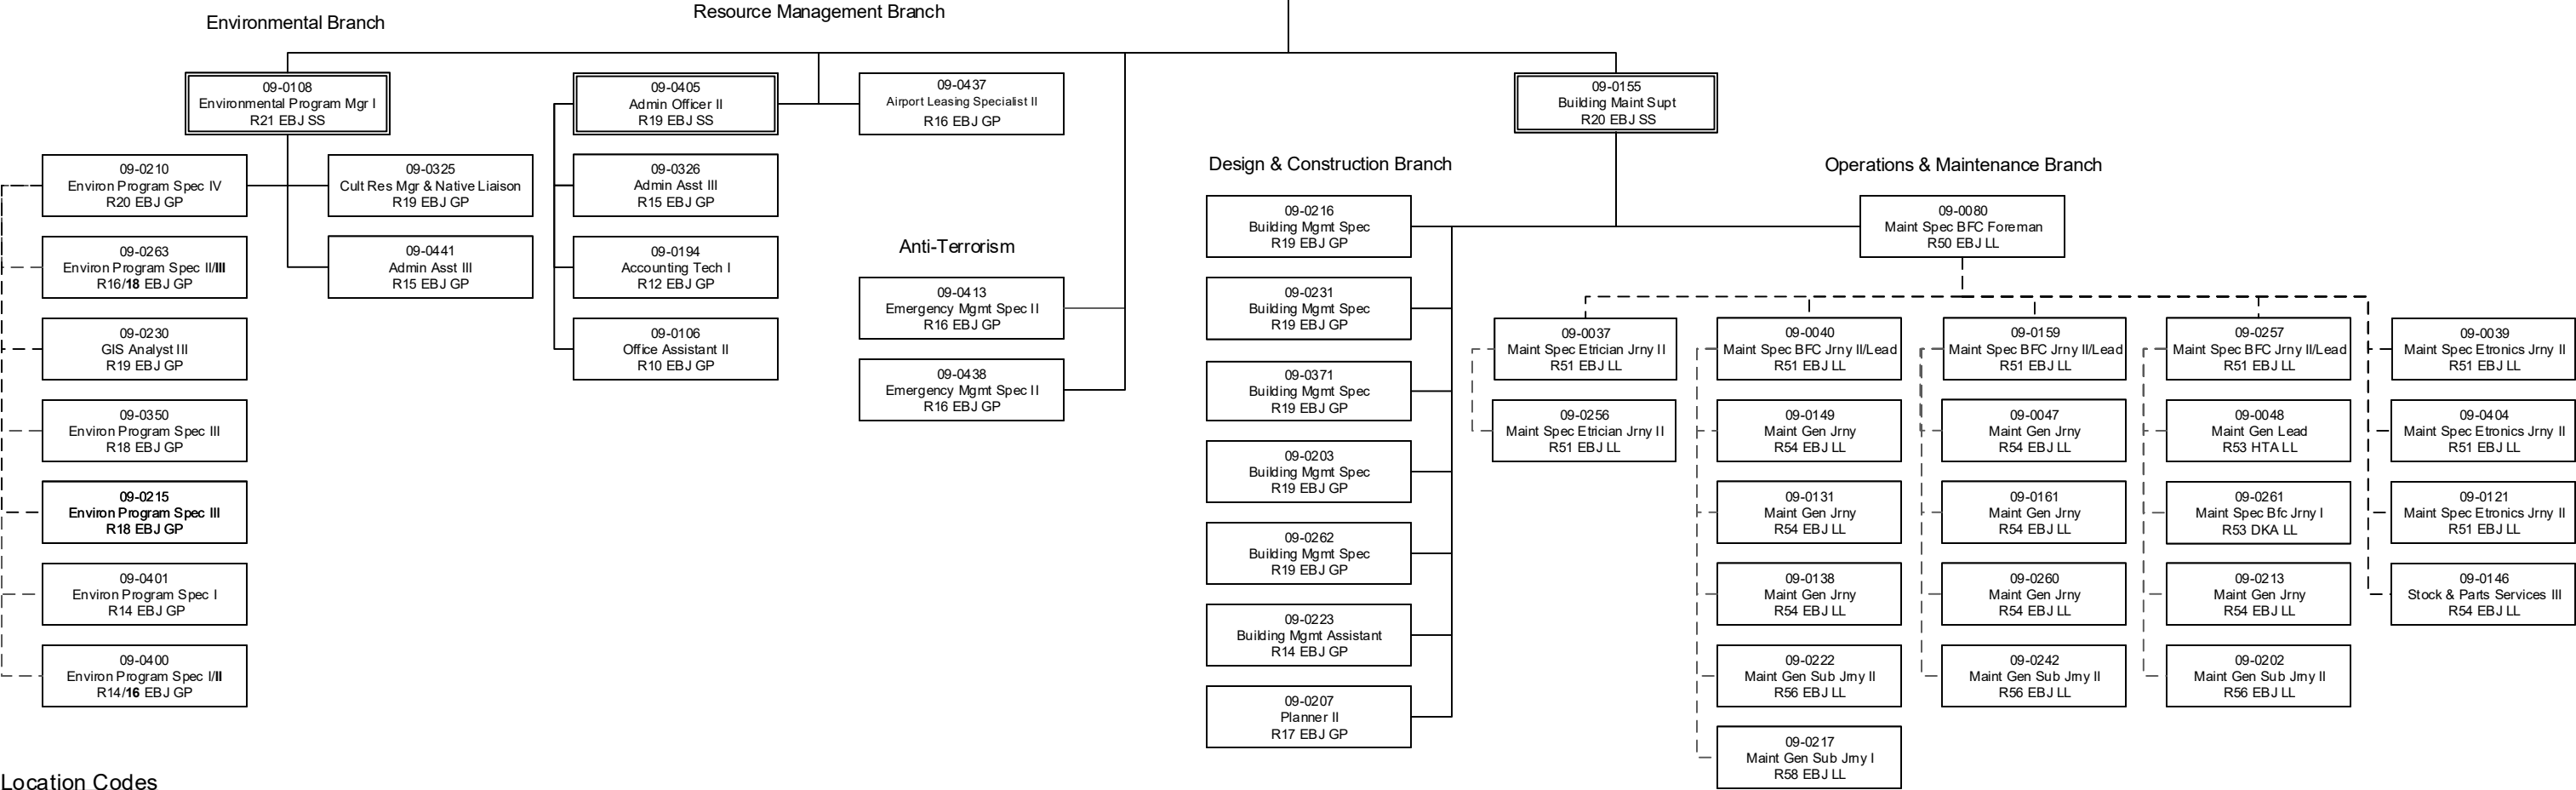 Environmental Branch
Resource Management Branch
09-0108
Environmental Program Mgr I
R21 EBJ SS
09-0405
Admin Officer II
R19 EBJ SS
09-0437
Airport Leasing Specialist II
R16 EBJ GP
09-0155
Building Maint Supt
R20 EBJ SS
09-0210
Environ Program Spec IV
R20 EBJ GP
09-0325
Cult Res Mgr & Native Liaison
R19 EBJ GP
09-0263
Environ Program Spec II/III
R16/18 EBJ GP
09-0441
Admin Asst III
R15 EBJ GP
09-0230
GIS Analyst III
R19 EBJ GP
09-0350
Environ Program Spec III
R18 EBJ GP
09-0215
Environ Program Spec III
R18 EBJ GP
09-0401
Environ Program Spec I
R14 EBJ GP
09-0400
Environ Program Spec I/II
R14/16 EBJ GP
09-0326
Admin Asst III
R15 EBJ GP
09-0194
Accounting Tech I
R12 EBJ GP
09-0106
Office Assistant II
R10 EBJ GP
Anti-Terrorism
09-0413
Emergency Mgmt Spec II
R16 EBJ GP
09-0438
Emergency Mgmt Spec II
R16 EBJ GP
Design & Construction Branch
09-0216
Building Mgmt Spec
R19 EBJ GP
09-0231
Building Mgmt Spec
R19 EBJ GP
09-0371
Building Mgmt Spec
R19 EBJ GP
09-0203
Building Mgmt Spec
R19 EBJ GP
09-0262
Building Mgmt Spec
R19 EBJ GP
09-0223
Building Mgmt Assistant
R14 EBJ GP
09-0207
Planner II
R17 EBJ GP
Operations & Maintenance Branch
09-0080
Maint Spec BFC Foreman
R50 EBJ LL
09-0037
Maint Spec Etrician Jrny II
R51 EBJ LL
09-0256
Maint Spec Etrician Jrny II
R51 EBJ LL
09-0040
Maint Spec BFC Jrny II/Lead
R51 EBJ LL
09-0149
Maint Gen Jrny
R54 EBJ LL
09-0131
Maint Gen Jrny
R54 EBJ LL
09-0138
Maint Gen Jrny
R54 EBJ LL
09-0222
Maint Gen Sub Jrny II
R56 EBJ LL
09-0217
Maint Gen Sub Jrny I
R58 EBJ LL
09-0159
Maint Spec BFC Jrny II/Lead
R51 EBJ LL
09-0047
Maint Gen Jrny
R54 EBJ LL
09-0161
Maint Gen Jrny
R54 EBJ LL
09-0260
Maint Gen Jrny
R54 EBJ LL
09-0242
Maint Gen Sub Jrny II
R56 EBJ LL
09-0257
Maint Spec BFC Jrny II/Lead
R51 EBJ LL
09-0048
Maint Gen Lead
R53 HTA LL
09-0261
Maint Spec Bfc Jrny I
R53 DKA LL
09-0213
Maint Gen Jrny
R54 EBJ LL
09-0202
Maint Gen Sub Jrny II
R56 EBJ LL
09-0039
Maint Spec Etronics Jrny II
R51 EBJ LL
09-0404
Maint Spec Etronics Jrny II
R51 EBJ LL
09-0121
Maint Spec Etronics Jrny II
R51 EBJ LL
09-0146
Stock & Parts Services III
R54 EBJ LL
Location Codes